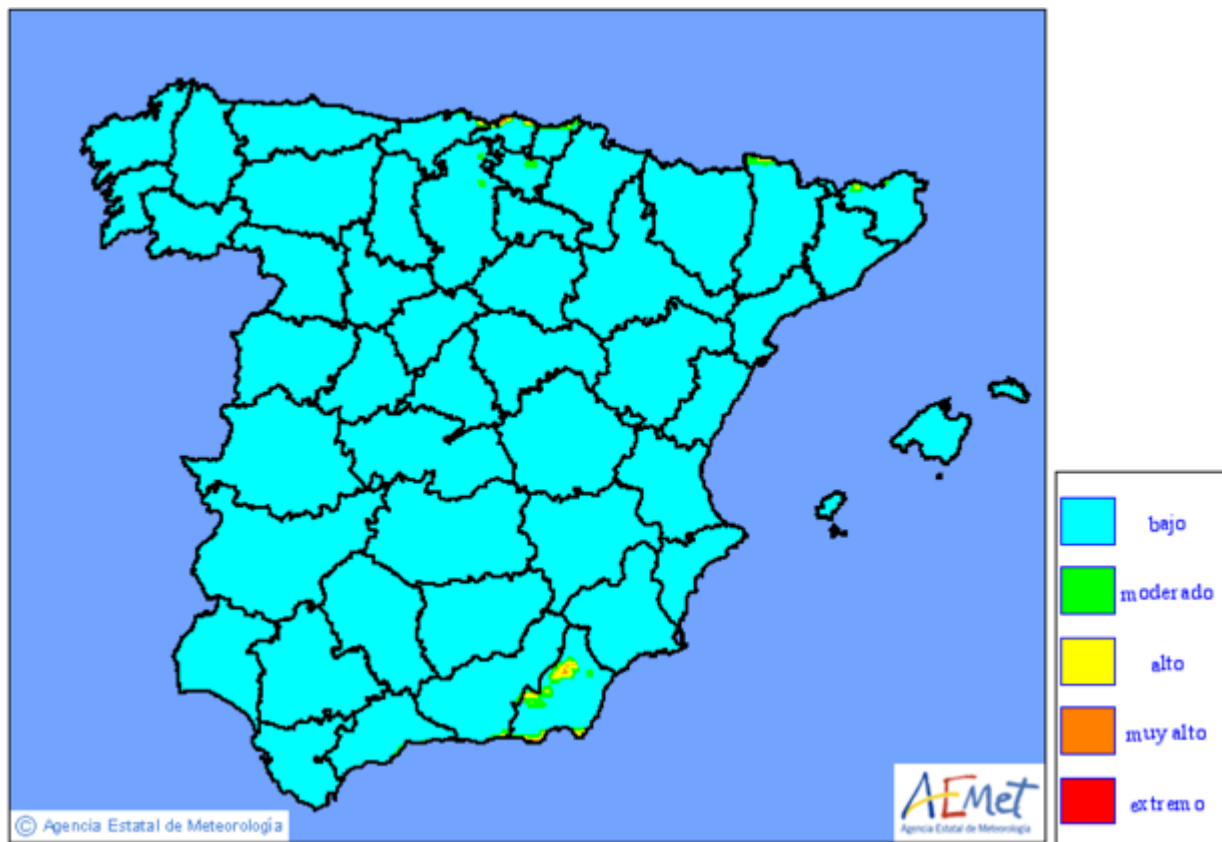 bajo
moderado
alto
muy alto
extremo
AEMet
Agencia Estatal de Meteorología
© Agencia Estatal de Meteorología